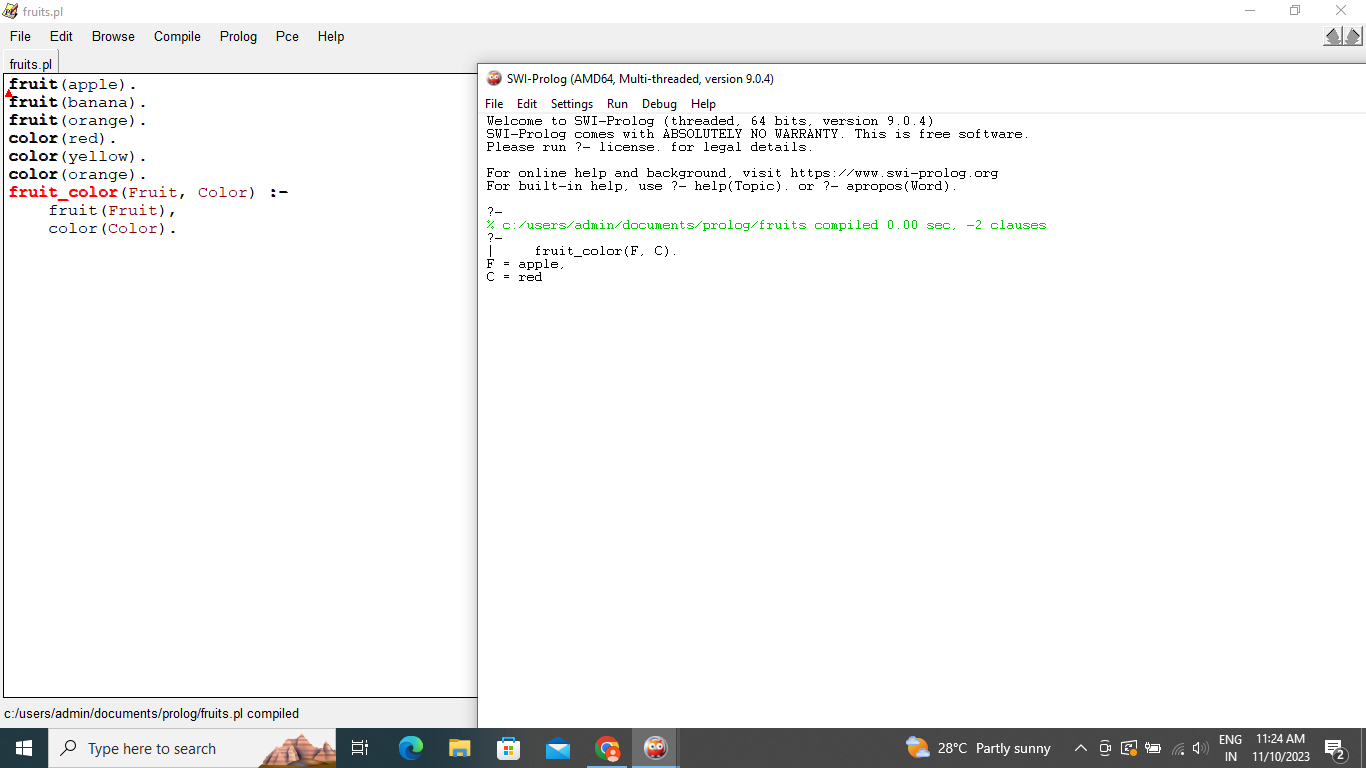 fruits.pl
File Edit Browse Compile Prolog Pce Help
fruits.pl
fruit(apple).
fruit(banana).
fruit(orange).
color(red).
color(yellow).
color(orange).
fruit_color(Fruit, Color) :-
    fruit(Fruit),
    color(Color).
c:/users/admin/documents/prolog/fruits.pl compiled
SWI-Prolog (AMD64, Multi-threaded, version 9.0.4)
File Edit Settings Run Debug Help
Welcome to SWI-Prolog (threaded, 64 bits, version 9.0.4)
SWI-Prolog comes with ABSOLUTELY NO WARRANTY. This is free software.
Please run ?- license. for legal details.
For online help and background, visit https://www.swi-prolog.org
For built-in help, use ?- help(Topic). or ?- apropos(Word).
?-
% c:/users/admin/documents/prolog/fruits compiled 0.00 sec, -2 clauses
?-
|    fruit_color(F, C).
F = apple,
C = red
Type here to search
28°C Partly sunny
ENG
IN
11:24 AM
11/10/2023
2